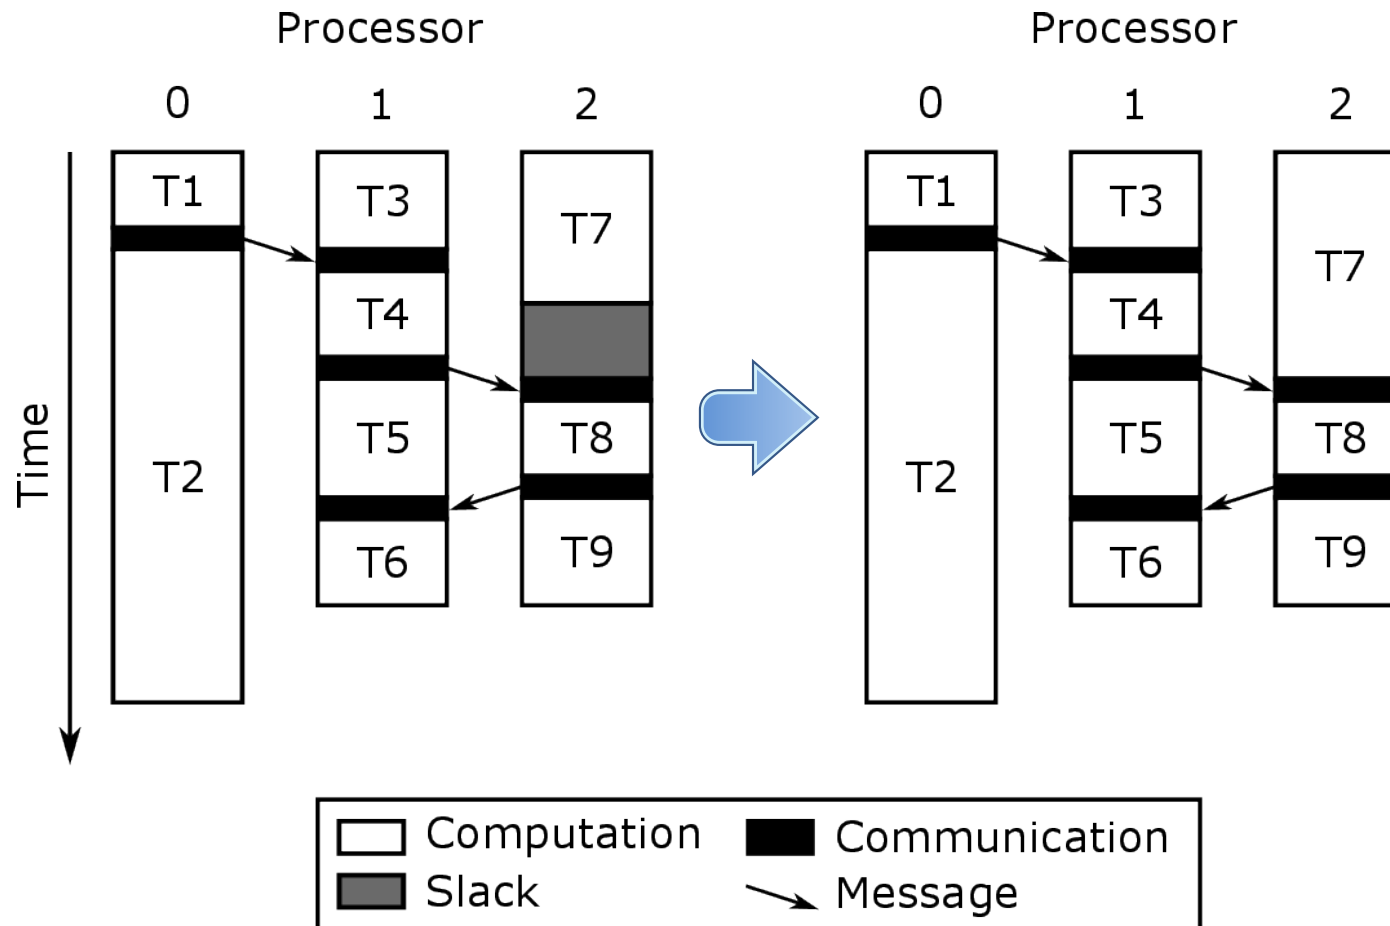 Processor
0 1 2
T1 T3 T7
T4
T2 T5 T8
T6 T9
Time
Processor
0 1 2
T1 T3 T7
T4
T2 T5 T8
T6 T9
Computation
Communication
Slack
Message